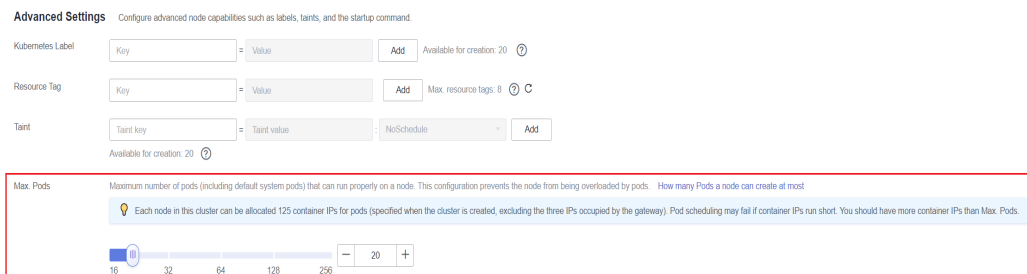 Advanced Settings Configure advanced node capabilities such as labels, taints, and the startup command.
Kubernetes Label Key = Value Add Available for creation: 20 ?
Resource Tag Key = Value Add Max. resource tags: 8 ?
Taint Taint key = Taint value : NoSchedule Add
Available for creation: 20 ?
Max. Pods Maximum number of pods (including default system pods) that can run properly on a node. This configuration prevents the node from being overloaded by pods. How many Pods a node can create at most
Each node in this cluster can be allocated 125 container IPs for pods (specified when the cluster is created, excluding the three IPs occupied by the gateway). Pod scheduling may fail if container IPs run short. You should have more container IPs than Max. Pods.
− 20 +
16 32 64 128 256